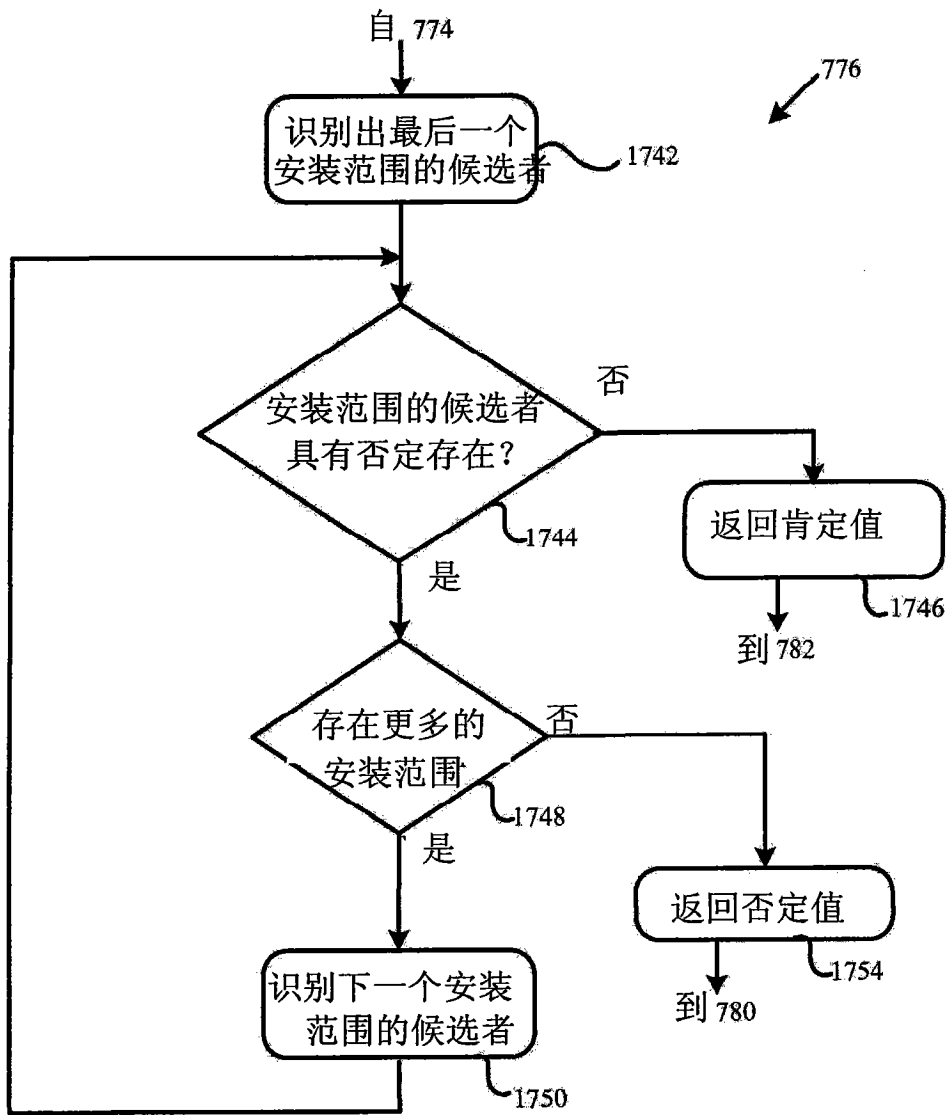 自 774
776
识别出最后一个
安装范围的候选者
1742
否
安装范围的候选者
具有否定存在?
1744
返回肯定值
1746
是
到 782
存在更多的
安装范围
否
1748
是
返回否定值
1754
识别下一个安装
范围的候选者
到 780
1750